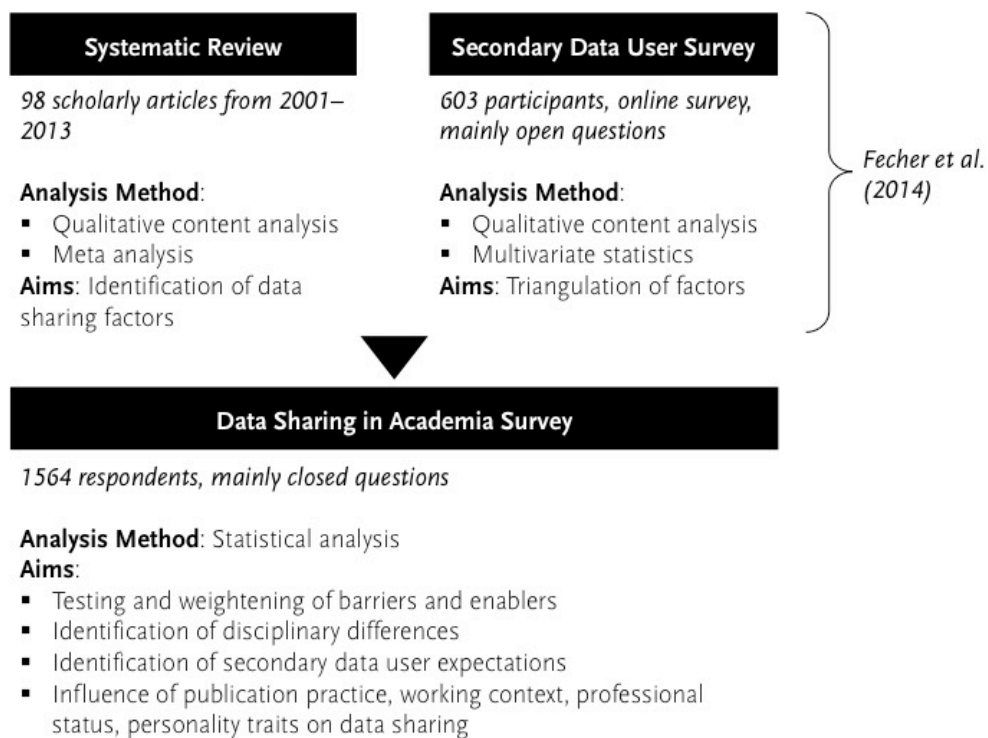 Systematic Review
98 scholarly articles from 2001–
2013
Analysis Method:
▪ Qualitative content analysis
▪ Meta analysis
Aims: Identification of data
sharing factors
Secondary Data User Survey
603 participants, online survey,
mainly open questions
Analysis Method:
▪ Qualitative content analysis
▪ Multivariate statistics
Aims: Triangulation of factors
Fecher et al.
(2014)
Data Sharing in Academia Survey
1564 respondents, mainly closed questions
Analysis Method: Statistical analysis
Aims:
▪ Testing and weightening of barriers and enablers
▪ Identification of disciplinary differences
▪ Identification of secondary data user expectations
▪ Influence of publication practice, working context, professional
status, personality traits on data sharing